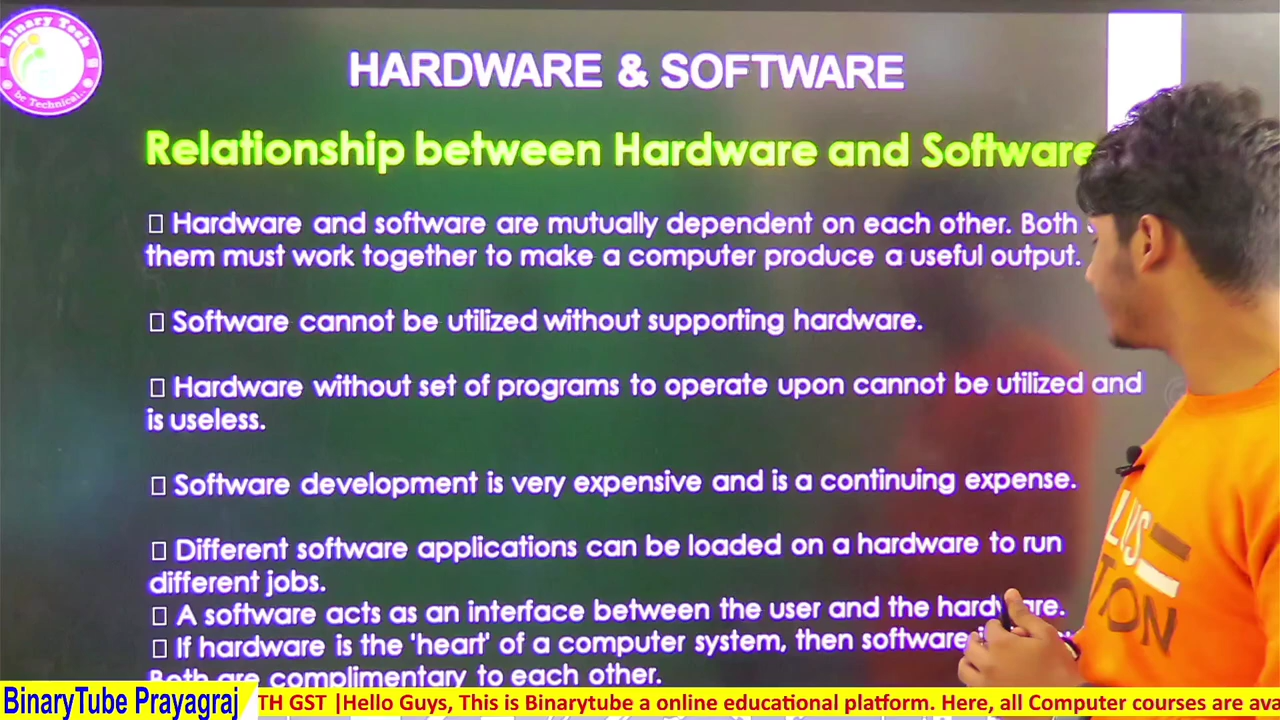 Binary Tech
be Technical..
HARDWARE & SOFTWARE
Relationship between Hardware and Software
▯ Hardware and software are mutually dependent on each other. Both
them must work together to make a computer produce a useful output.
▯ Software cannot be utilized without supporting hardware.
▯ Hardware without set of programs to operate upon cannot be utilized and
is useless.
▯ Software development is very expensive and is a continuing expense.
▯ Different software applications can be loaded on a hardware to run
different jobs.
▯ A software acts as an interface between the user and the hardware.
▯ If hardware is the 'heart' of a computer system, then software
Both are complimentary to each other.
BinaryTube Prayagraj
TH GST |Hello Guys, This is Binarytube a online educational platform. Here, all Computer courses are ava